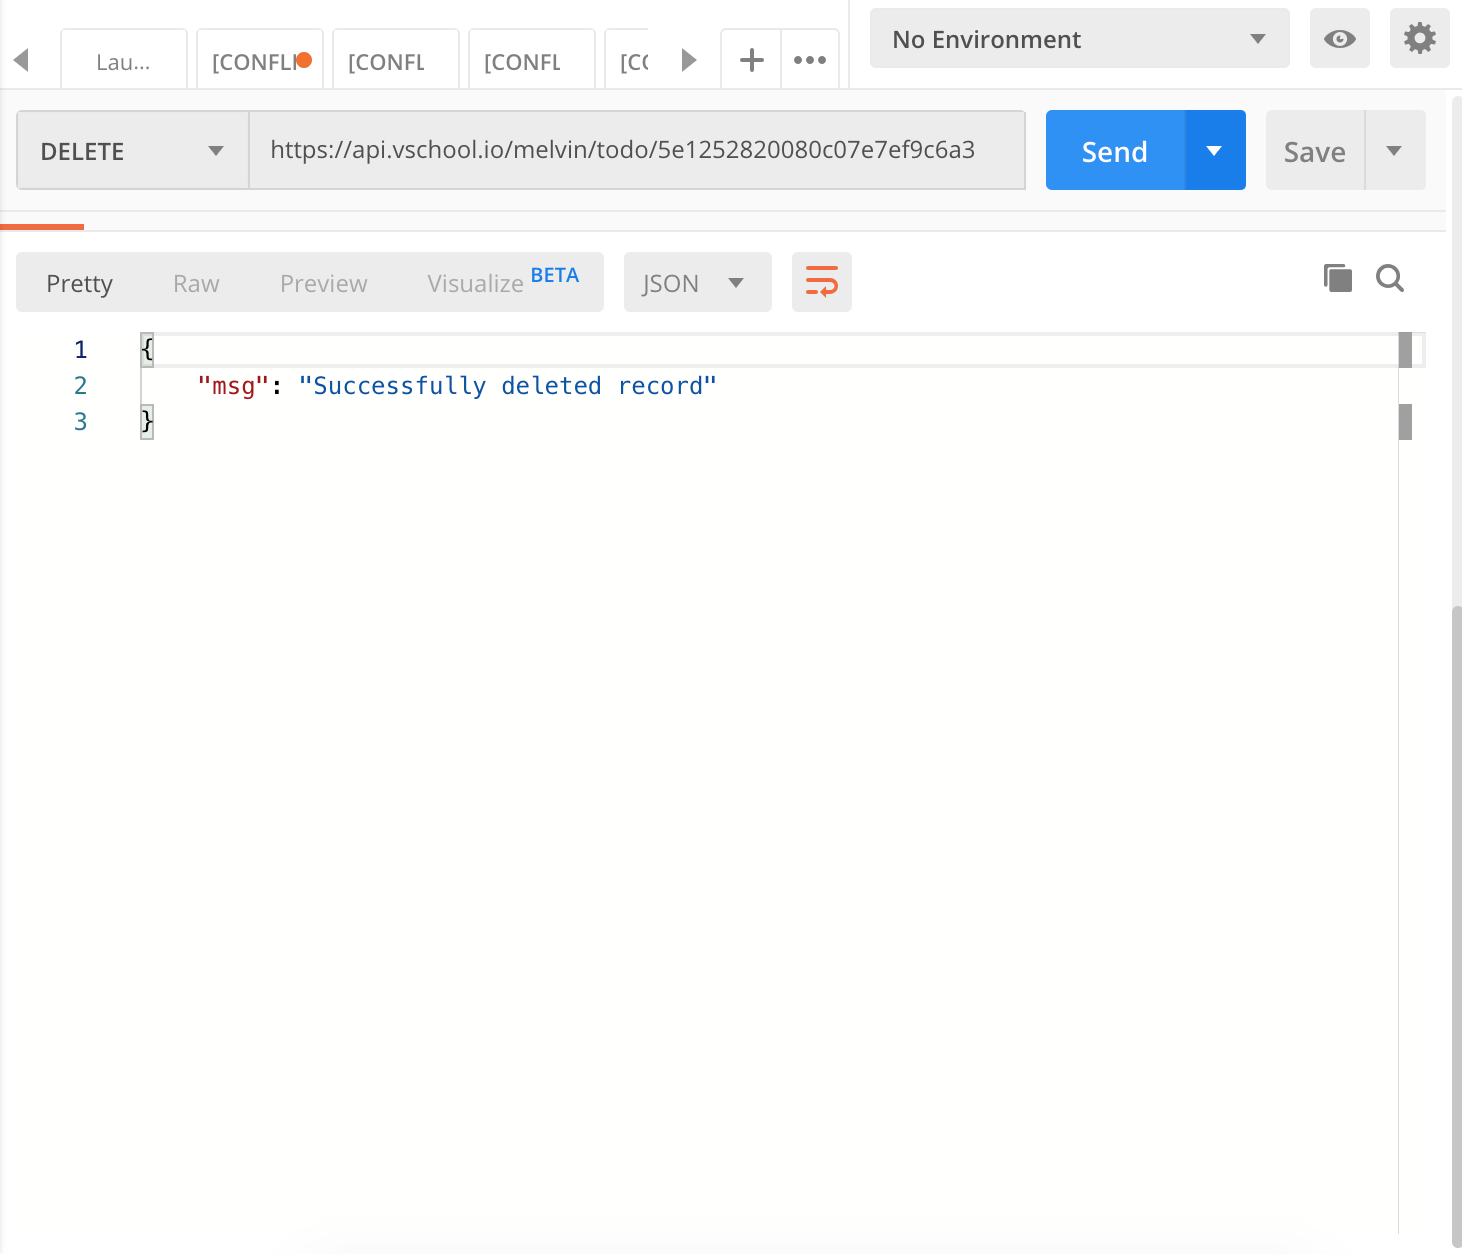 Lau...
[CONFLI
[CONFL
[CONFL
[CO
No Environment
DELETE
https://api.vschool.io/melvin/todo/5e1252820080c07e7ef9c6a3
Send
Save
Pretty
Raw
Preview
Visualize BETA
JSON
1 {
2 "msg": "Successfully deleted record"
3 }